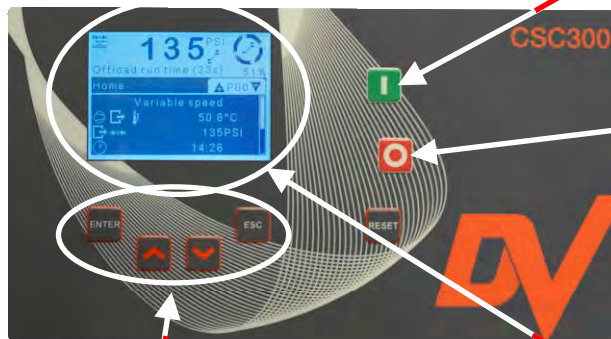 135 PSI
CSC300
Offload run time (23s) 51%
Home P00
Variable speed
50.6°C
135PSI
14:28
ENTER
ESC
RESET
DV